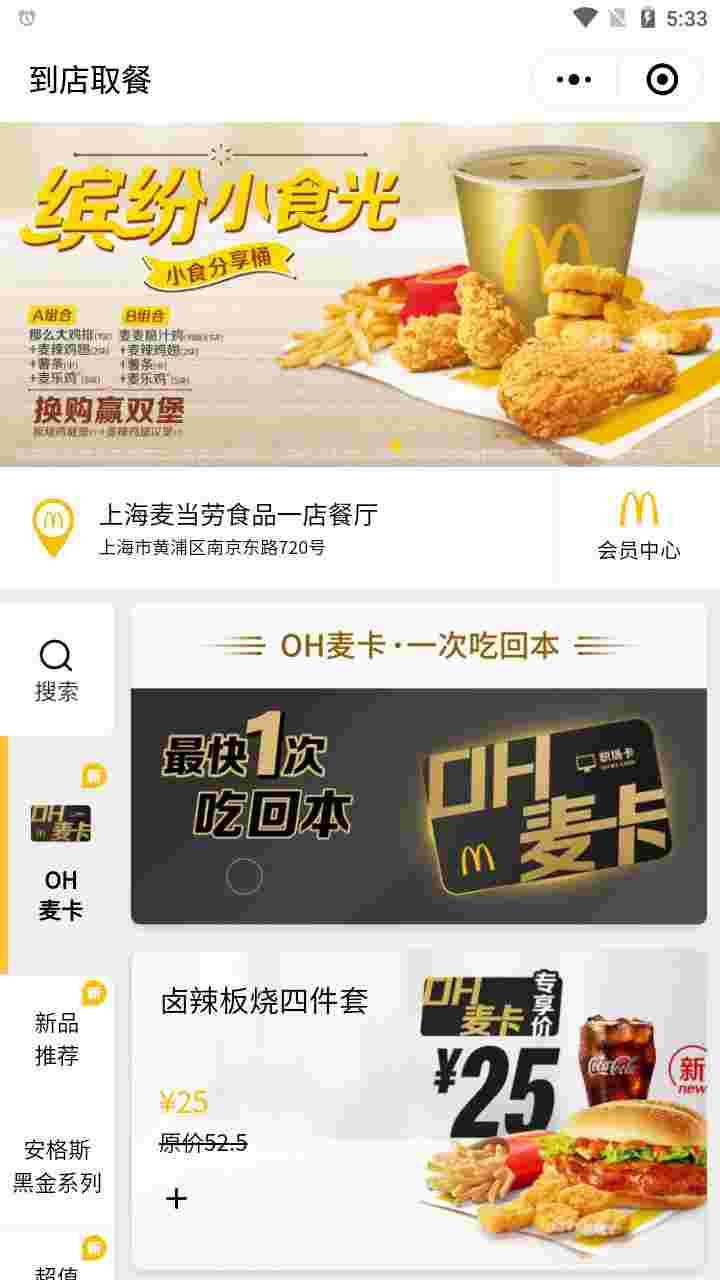 5:33
到店取餐
缤纷小食光
小食分享桶
A组合
B组合
那么大鸡排
麦麦脆汁鸡
+麦辣鸡翅
+麦辣鸡翅
+薯条
+薯条
+麦乐鸡
+麦乐鸡
换购赢双堡
上海麦当劳食品一店餐厅
上海市黄浦区南京东路720号
会员中心
搜索
OH麦卡·一次吃回本
最快1次
吃回本
OH
麦卡
新
OH
麦卡
OH
麦卡
新
新品
推荐
安格斯
黑金系列
新
超值
卤辣板烧四件套
¥25
原价52.5
+
OH
麦卡
专享价
¥25
Coca-Cola
新
new